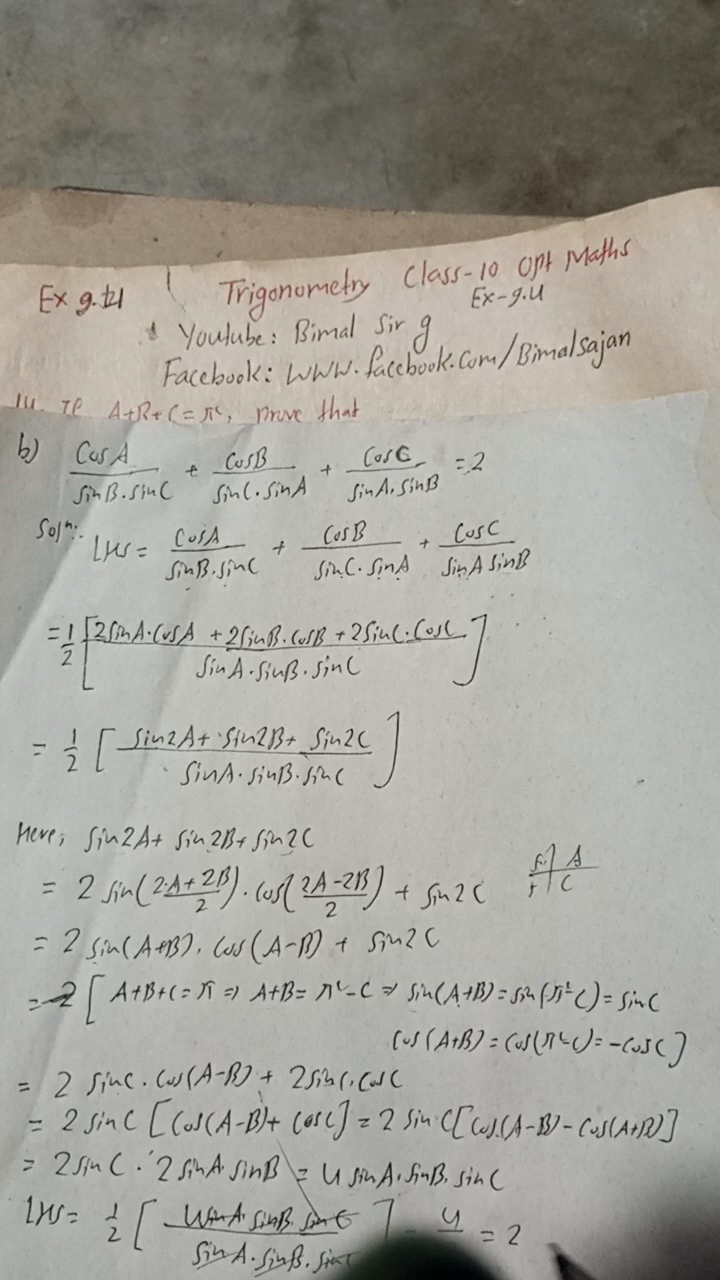 Ex 9.4 Trigonometry Class-10 Opt Maths
Ex-9.4
Youtube: Bimal Sir g
Facebook: www.facebook.com/Bimalsajan
14. If A+B+C = π^c, prove that
b) CosA/sinB.sinC + CosB/sinC.sinA + CosC/sinA.sinB = 2
Soln:. LHS = CosA/sinB.sinC + CosB/sinC.sinA + CosC/sinA sinB
= 1/2 [2sinA.CosA + 2sinB.CosB + 2sinC.CosC / sinA.sinB.sinC]
= 1/2 [sin2A + sin2B + sin2C / sinA.sinB.sinC]
Here, sin2A + sin2B + sin2C
= 2 sin(2A+2B/2).cos(2A-2B/2) + sin2C
= 2 sin(A+B).cos(A-B) + sin2C
= [A+B+C = π ⇒ A+B = π^c-C ⇒ sin(A+B) = sin(π^c-C) = sinC
Cos(A+B) = Cos(π^c-C) = -CosC]
= 2 sinC.Cos(A-B) + 2sinC.CosC
= 2 sinC [Cos(A-B) + CosC] = 2 sinC [Cos(A-B) - Cos(A+B)]
= 2sinC . 2sinA sinB = 4 sinA.sinB.sinC
LHS = 1/2 [4sinA.sinB.sinC / sinA.sinB.sinC] = 4 = 2